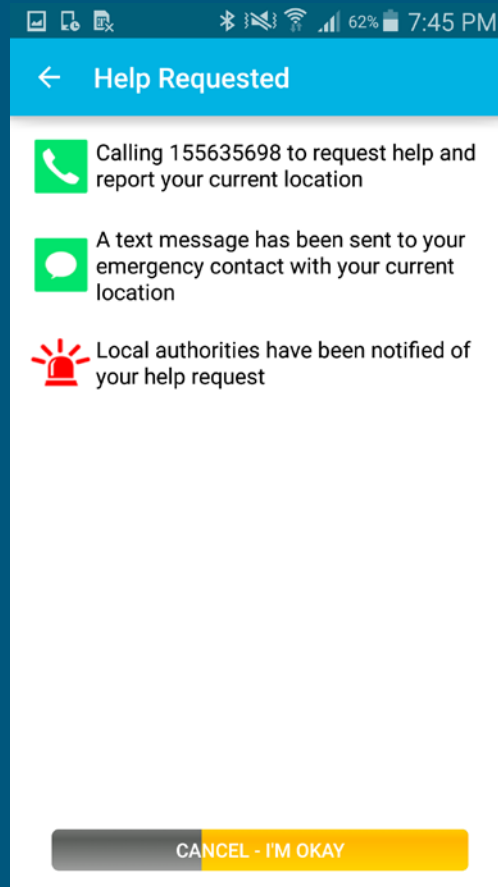 62% 7:45 PM
Help Requested
Calling 155635698 to request help and
report your current location
A text message has been sent to your
emergency contact with your current
location
Local authorities have been notified of
your help request
CANCEL - I'M OKAY